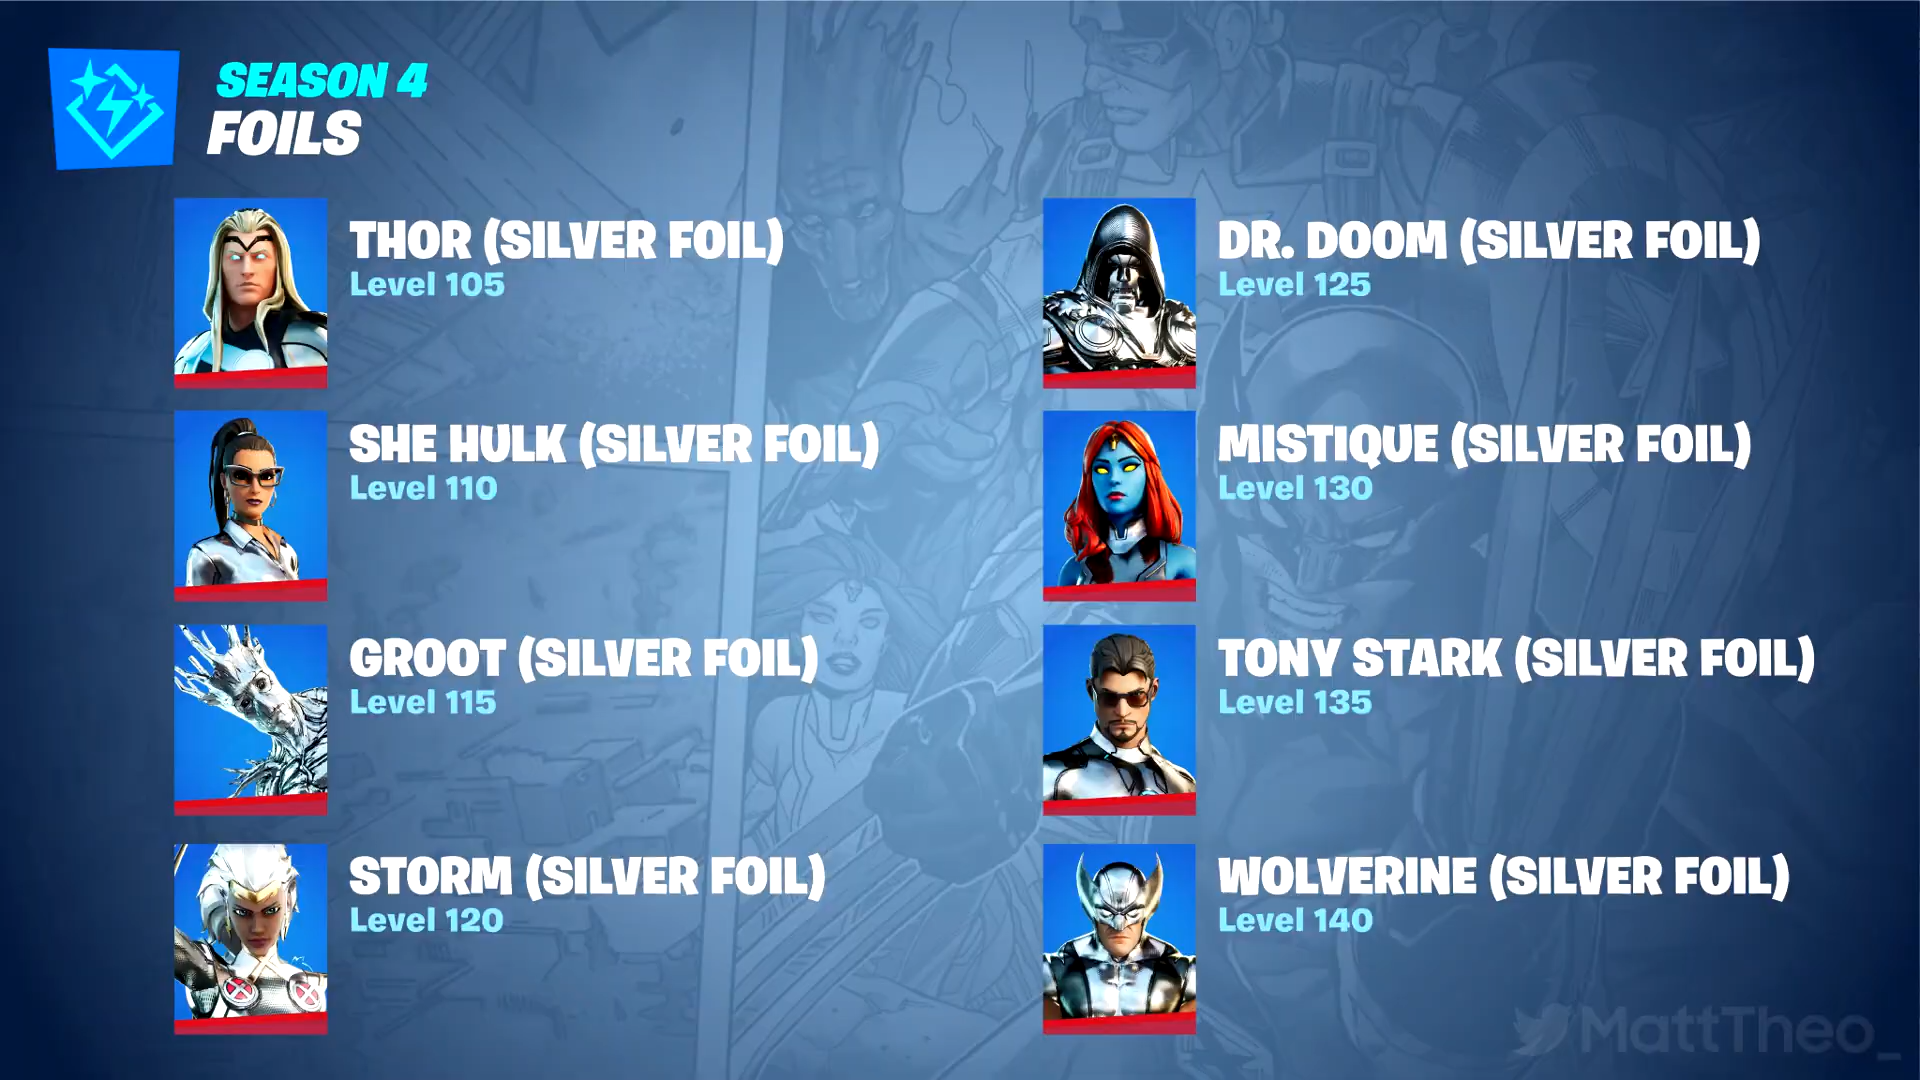 SEASON 4
FOILS
THOR (SILVER FOIL)
Level 105
SHE HULK (SILVER FOIL)
Level 110
GROOT (SILVER FOIL)
Level 115
STORM (SILVER FOIL)
Level 120
DR. DOOM (SILVER FOIL)
Level 125
MISTIQUE (SILVER FOIL)
Level 130
TONY STARK (SILVER FOIL)
Level 135
WOLVERINE (SILVER FOIL)
Level 140
MattTheo_